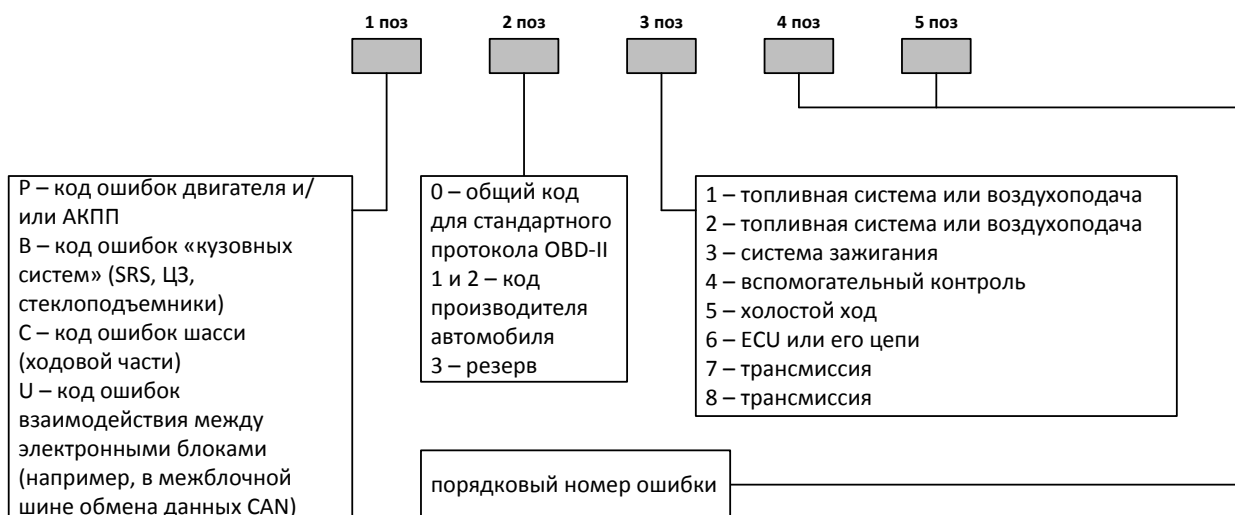 1 поз
2 поз
3 поз
4 поз
5 поз
P – код ошибок двигателя и/
или АКПП
B – код ошибок «кузовных
систем» (SRS, ЦЗ,
стеклоподъемники)
C – код ошибок шасси
(ходовой части)
U – код ошибок
взаимодействия между
электронными блоками
(например, в межблочной
шине обмена данных CAN)
0 – общий код
для стандартного
протокола OBD-II
1 и 2 – код
производителя
автомобиля
3 – резерв
1 – топливная система или воздухоподача
2 – топливная система или воздухоподача
3 – система зажигания
4 – вспомогательный контроль
5 – холостой ход
6 – ECU или его цепи
7 – трансмиссия
8 – трансмиссия
порядковый номер ошибки